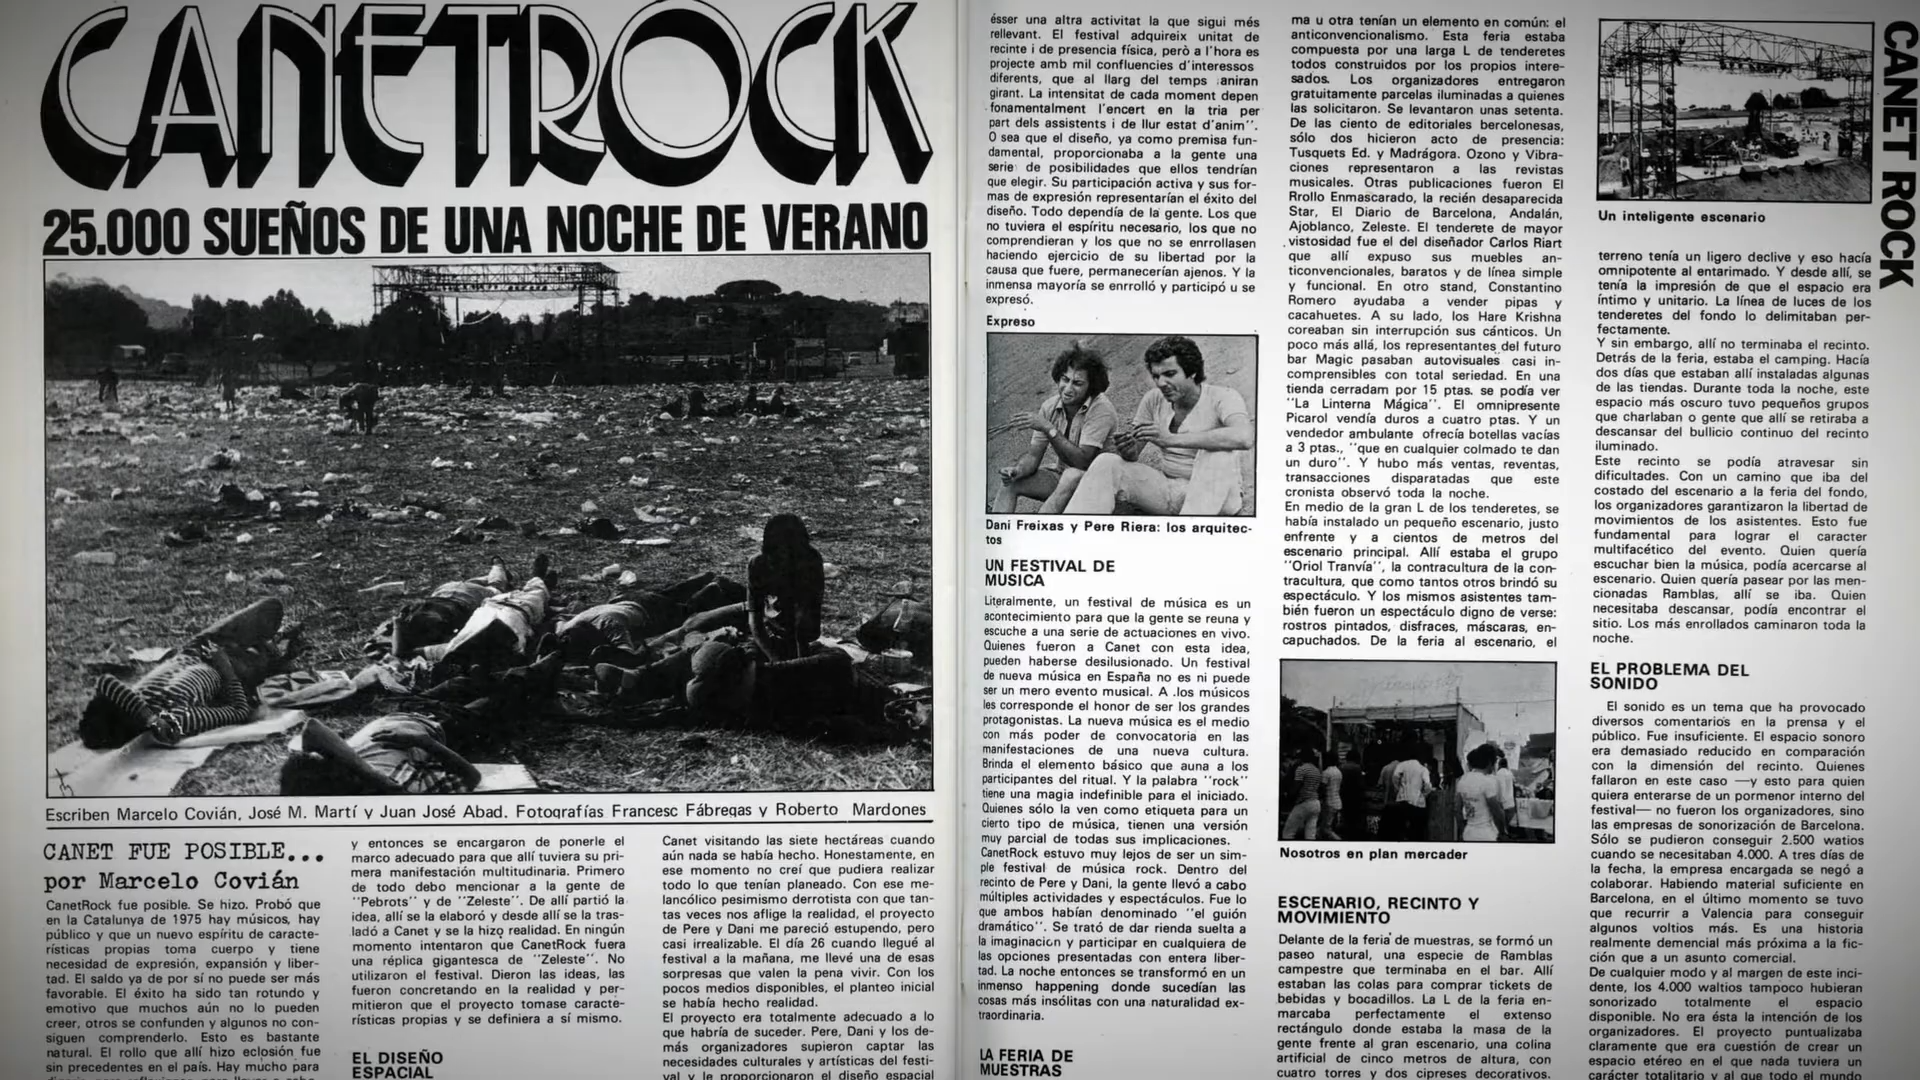 CANETROCK
25.000 SUEÑOS DE UNA NOCHE DE VERANO
Escriben Marcelo Covián, José M. Martí y Juan José Abad. Fotografías Francesc Fábregas y Roberto Mardones
CANET FUE POSIBLE...
por Marcelo Covián
CanetRock fue posible. Se hizo. Probó que
en la Catalunya de 1975 hay músicos, hay
público y que un nuevo espíritu de caracte-
rísticas propias toma cuerpo y tiene
necesidad de expresión, expansión y liber-
tad. El saldo ya de por sí no puede ser más
favorable. El éxito ha sido tan rotundo y
emotivo que muchos aún no lo pueden
creer, otros se confunden y algunos no con-
siguen comprenderlo. Esto es bastante
natural. El rollo que allí hizo eclosión fue
sin precedentes en el país. Hay mucho para
y entonces se encargaron de ponerle el
marco adecuado para que allí tuviera su pri-
mera manifestación multitudinaria. Primero
de todo debo mencionar a la gente de
"Pebrots" y de "Zeleste". De allí partió la
idea, allí se la elaboró y desde allí se la tras-
ladó a Canet y se la hizo realidad. En ningún
momento intentaron que CanetRock fuera
una réplica gigantesca de "Zeleste". No
utilizaron el festival. Dieron las ideas, las
fueron concretando en la realidad y per-
mitieron que el proyecto tomase caracte-
rísticas propias y se definiera a sí mismo.
EL DISEÑO
ESPACIAL
Canet visitando las siete hectáreas cuando
aún nada se había hecho. Honestamente, en
ese momento no creí que pudiera realizar
todo lo que tenían planeado. Con ese me-
lancólico pesimismo derrotista con que tan-
tas veces nos aflige la realidad, el proyecto
de Pere y Dani me pareció estupendo, pero
casi irrealizable. El día 26 cuando llegué al
festival a la mañana, me llevé una de esas
sorpresas que valen la pena vivir. Con los
pocos medios disponibles, el planteo inicial
se había hecho realidad.
El proyecto era totalmente adecuado a lo
que habría de suceder. Pere, Dani y los de-
más organizadores supieron captar las
necesidades culturales y artísticas del festi-
val y le proporcionaron el diseño espacial
ésser una altra activitat la que sigui més
rellevant. El festival adquireix unitat de
recinte i de presencia física, però a l'hora es
projecte amb mil confluencies d'interessos
diferents, que al llarg del temps aniran
girant. La intensitat de cada moment depen
fonamentalment l'encert en la tria per
part dels assistents i de llur estat d'anim".
O sea que el diseño, ya como premisa fun-
damental, proporcionaba a la gente una
serie de posibilidades que ellos tendrían
que elegir. Su participación activa y sus for-
mas de expresión representarían el éxito del
diseño. Todo dependía de la gente. Los que
no tuviera el espíritu necesario, los que no
comprendieran y los que no se enrrollasen
haciendo ejercicio de su libertad por la
causa que fuere, permanecerían ajenos. Y la
inmensa mayoría se enrrolló y participó u se
expresó.
Expreso
Dani Freixas y Pere Riera: los arquitec-
tos
UN FESTIVAL DE
MUSICA
Literalmente, un festival de música es un
acontecimiento para que la gente se reuna y
escuche a una serie de actuaciones en vivo.
Quienes fueron a Canet con esta idea,
pueden haberse desilusionado. Un festival
de nueva música en España no es ni puede
ser un mero evento musical. A .los músicos
les corresponde el honor de ser los grandes
protagonistas. La nueva música es el medio
con más poder de convocatoria en las
manifestaciones de una nueva cultura.
Brinda el elemento básico que auna a los
participantes del ritual. Y la palabra "rock"
tiene una magia indefinible para el iniciado.
Quienes sólo la ven como etiqueta para un
cierto tipo de música, tienen una versión
muy parcial de todas sus implicaciones.
CanetRock estuvo muy lejos de ser un sim-
ple festival de música rock. Dentro del
recinto de Pere y Dani, la gente llevó a cabo
múltiples actividades y espectáculos. Fue lo
que ambos habían denominado "el guión
dramático". Se trató de dar rienda suelta a
la imaginación y participar en cualquiera de
las opciones presentadas con entera liber-
tad. La noche entonces se transformó en un
inmenso happening donde sucedían las
cosas más insólitas con una naturalidad ex-
traordinaria.
LA FERIA DE
MUESTRAS
ma u otra tenían un elemento en común: el
anticonvencionalismo. Esta feria estaba
compuesta por una larga L de tenderetes
todos construidos por los propios intere-
sados. Los organizadores entregaron
gratuitamente parcelas iluminadas a quienes
las solicitaron. Se levantaron unas setenta.
De las ciento de editoriales bercelonesas,
sólo dos hicieron acto de presencia:
Tusquets Ed. y Madrágora. Ozono y Vibra-
ciones representaron a las revistas
musicales. Otras publicaciones fueron El
Rrollo Enmascarado, la recién desaparecida
Star, El Diario de Barcelona, Andalán,
Ajoblanco, Zeleste. El tenderete de mayor
vistosidad fue el del diseñador Carlos Riart
que allí expuso sus muebles an-
ticonvencionales, baratos y de línea simple
y funcional. En otro stand, Constantino
Romero ayudaba a vender pipas y
cacahuetes. A su lado, los Hare Krishna
coreaban sin interrupción sus cánticos. Un
poco más allá, los representantes del futuro
bar Magic pasaban autovisuales casi in-
comprensibles con total seriedad. En una
tienda cerradam por 15 ptas. se podía ver
"La Linterna Mágica". El omnipresente
Picarol vendía duros a cuatro ptas. Y un
vendedor ambulante ofrecía botellas vacías
a 3 ptas., "que en cualquier colmado te dan
un duro". Y hubo más ventas, reventas,
transacciones disparatadas que este
cronista observó toda la noche.
En medio de la gran L de los tenderetes, se
había instalado un pequeño escenario, justo
enfrente y a cientos de metros del
escenario principal. Allí estaba el grupo
"Oriol Tranvía", la contracultura de la con-
tracultura, que como tantos otros brindó su
espectáculo. Y los mismos asistentes tam-
bién fueron un espectáculo digno de verse:
rostros pintados, disfraces, máscaras, en-
capuchados. De la feria al escenario, el
Nosotros en plan mercader
ESCENARIO, RECINTO Y
MOVIMIENTO
Delante de la feria de muestras, se formó un
paseo natural, una especie de Ramblas
campestre que terminaba en el bar. Allí
estaban las colas para comprar tickets de
bebidas y bocadillos. La L de la feria en-
marcaba perfectamente el extenso
rectángulo donde estaba la masa de la
gente frente al gran escenario, una colina
artificial de cinco metros de altura, con
cuatro torres y dos cipreses decorativos.
Un inteligente escenario
CANET ROCK
terreno tenía un ligero declive y eso hacía
omnipotente al entarimado. Y desde allí, se
tenía la impresión de que el espacio era
íntimo y unitario. La línea de luces de los
tenderetes del fondo lo delimitaban per-
fectamente.
Y sin embargo, allí no terminaba el recinto.
Detrás de la feria, estaba el camping. Hacía
dos días que estaban allí instaladas algunas
de las tiendas. Durante toda la noche, este
espacio más oscuro tuvo pequeños grupos
que charlaban o gente que allí se retiraba a
descansar del bullicio continuo del recinto
iluminado.
Este recinto se podía atravesar sin
dificultades. Con un camino que iba del
costado del escenario a la feria del fondo,
los organizadores garantizaron la libertad de
movimientos de los asistentes. Esto fue
fundamental para lograr el caracter
multifacético del evento. Quien quería
escuchar bien la música, podía acercarse al
escenario. Quien quería pasear por las men-
cionadas Ramblas, allí se iba. Quien
necesitaba descansar, podía encontrar el
sitio. Los más enrollados caminaron toda la
noche.
EL PROBLEMA DEL
SONIDO
El sonido es un tema que ha provocado
diversos comentarios en la prensa y el
público. Fue insuficiente. El espacio sonoro
era demasiado reducido en comparación
con la dimensión del recinto. Quienes
fallaron en este caso —y esto para quien
quiera enterarse de un pormenor interno del
festival— no fueron los organizadores, sino
las empresas de sonorización de Barcelona.
Sólo se pudieron conseguir 2.500 watios
cuando se necesitaban 4.000. A tres días de
la fecha, la empresa encargada se negó a
colaborar. Habiendo material suficiente en
Barcelona, en el último momento se tuvo
que recurrir a Valencia para conseguir
algunos voltios más. Es una historia
realmente demencial más próxima a la fic-
ción que a un asunto comercial.
De cualquier modo y al margen de este inci-
dente, los 4.000 waltios tampoco hubieran
sonorizado totalmente el espacio
disponible. No era ésta la intención de los
organizadores. El proyecto puntualizaba
claramente que era cuestión de crear un
espacio etéreo en el que nada tuviera un
carácter totalitario y al que todo el mundo